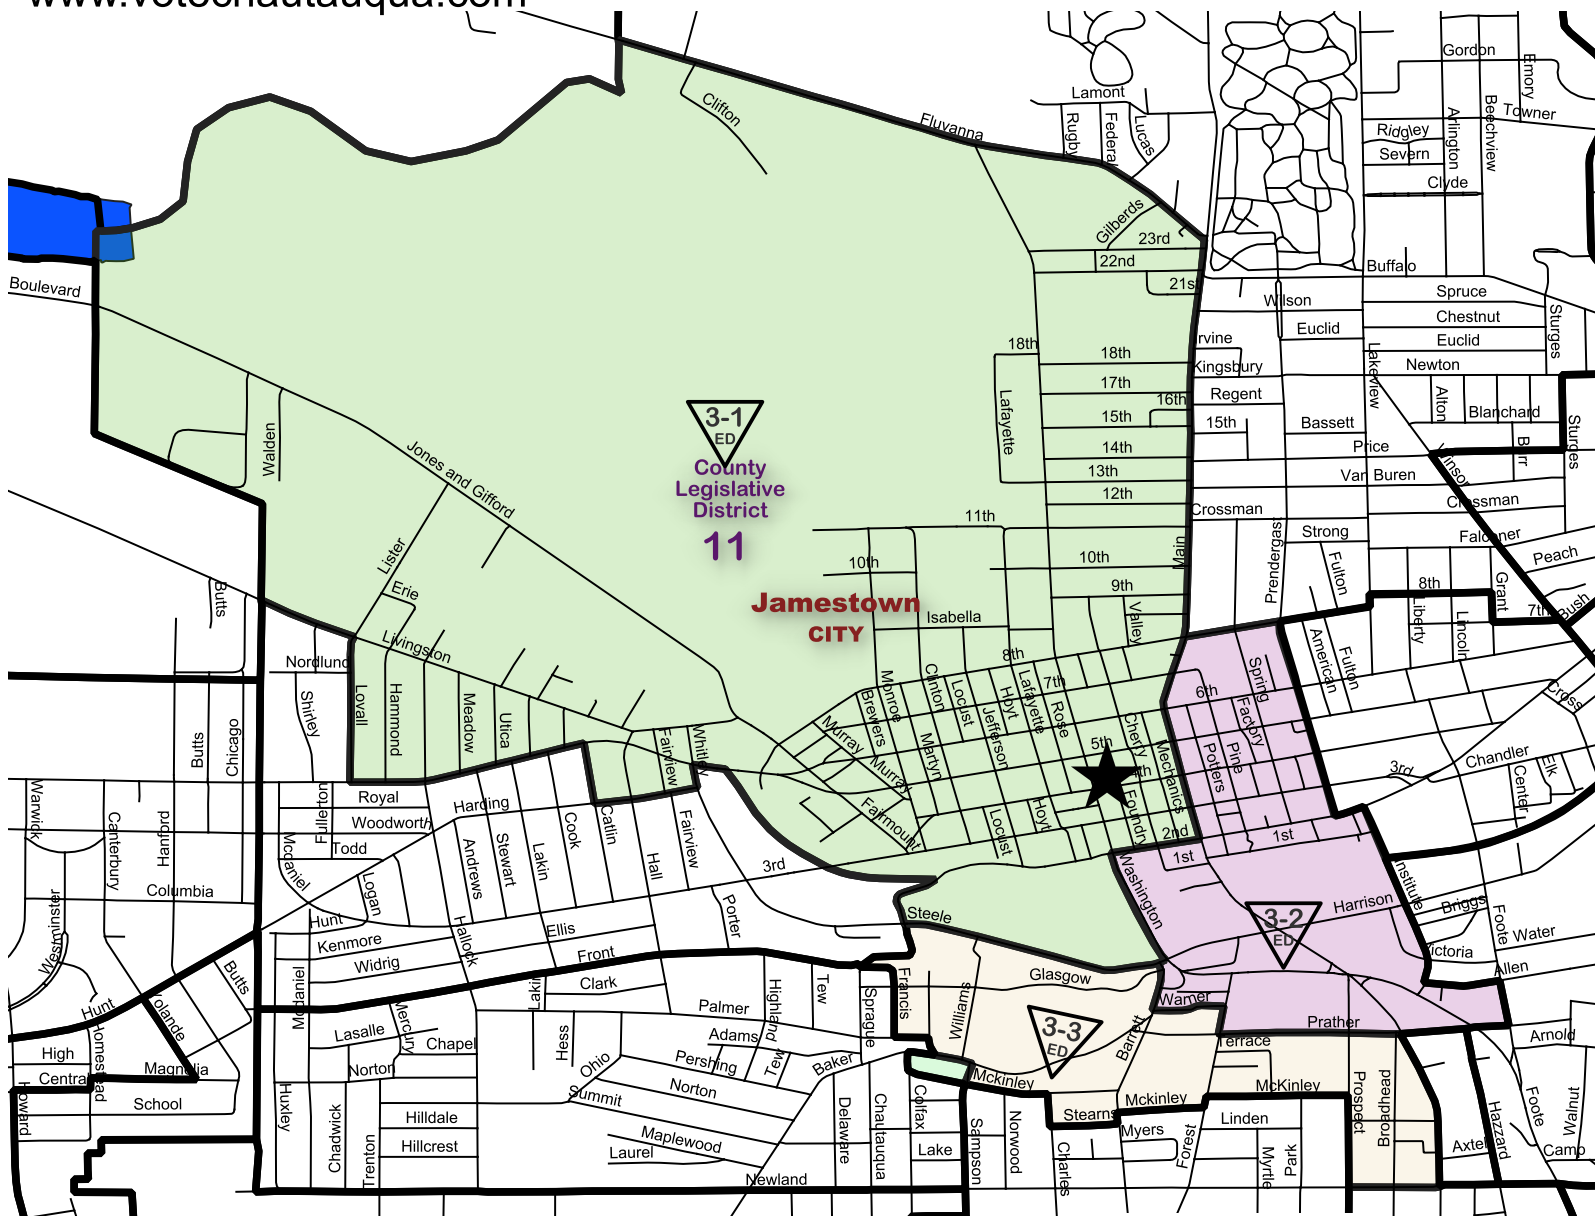 www.votechautauqua.com
Clifton
Fluvanna
Lamont
Rugby
Federal
Lucas
Gordon
Emory
Towner
Beechview
Arlington
Ridgley
Severn
Clyde
Gilberds
23rd
22nd
21st
Buffalo
Boulevard
Wilson
Spruce
Chestnut
Euclid
Euclid
Sturges
Irvine
Kingsbury
Newton
Lakeview
18th
18th
17th
16th
15th
14th
13th
12th
Lafayette
Regent
15th
Bassett
Alton
Blanchard
Burr
Sturges
Price
Winsor
Van Buren
Crossman
Crossman
Walden
Jones and Gifford
3-1
ED
County
Legislative
District
11
Jamestown
CITY
11th
10th
10th
9th
Main
Valley
Isabella
Strong
Falconer
Peach
Prendergast
Fulton
8th
Grant
7th
Bush
Liberty
Lincoln
Lister
Erie
Livingston
Butts
Nordlund
Shirley
Lovall
Hammond
Meadow
Utica
Butts
Chicago
8th
7th
Monroe
Brewers
Clinton
Locust
Hoyt
Lafayette
Rose
Jefferson
Martyn
Murray
Murray
Fairmount
Cherry
Mechanics
5th
4th
Foundry
2nd
Locust
Hoyt
6th
Spring
Factory
Pine
Potters
American
Fulton
Cross
Chandler
3rd
Center
Elk
1st
1st
Whitley
Fairview
Fairview
Royal
Woodworth
Todd
Fullerton
Mcdaniel
Harding
Andrews
Stewart
Lakin
Cook
Catlin
Hall
3rd
Porter
Warwick
Canterbury
Hanford
Columbia
Westminster
Logan
Hunt
Kenmore
Widrig
Hallock
Ellis
Front
Clark
Lakin
Steele
Washington
3-2
ED
Harrison
Institute
Briggs
Foote
Water
Victoria
Allen
Glasgow
Francis
Williams
Warner
Prather
Barrett
3-3
ED
Terrace
McKinley
Mckinley
Mckinley
Stearns
Prospect
Broadhead
Arnold
Hazzard
Foote
Walnut
Axtell
Camp
Butts
Hunt
Yolande
Homestead
High
Central
Magnolia
School
Howard
Mcdaniel
Lasalle
Mercury
Chapel
Norton
Huxley
Chadwick
Trenton
Hilldale
Hillcrest
Hess
Ohio
Palmer
Highland
Tew
Sprague
Adams
Pershing
Tew
Baker
Norton
Summit
Maplewood
Laurel
Newland
Delaware
Chautauqua
Colfax
Lake
Sampson
Norwood
Charles
Myers
Forest
Linden
Myrtle
Park